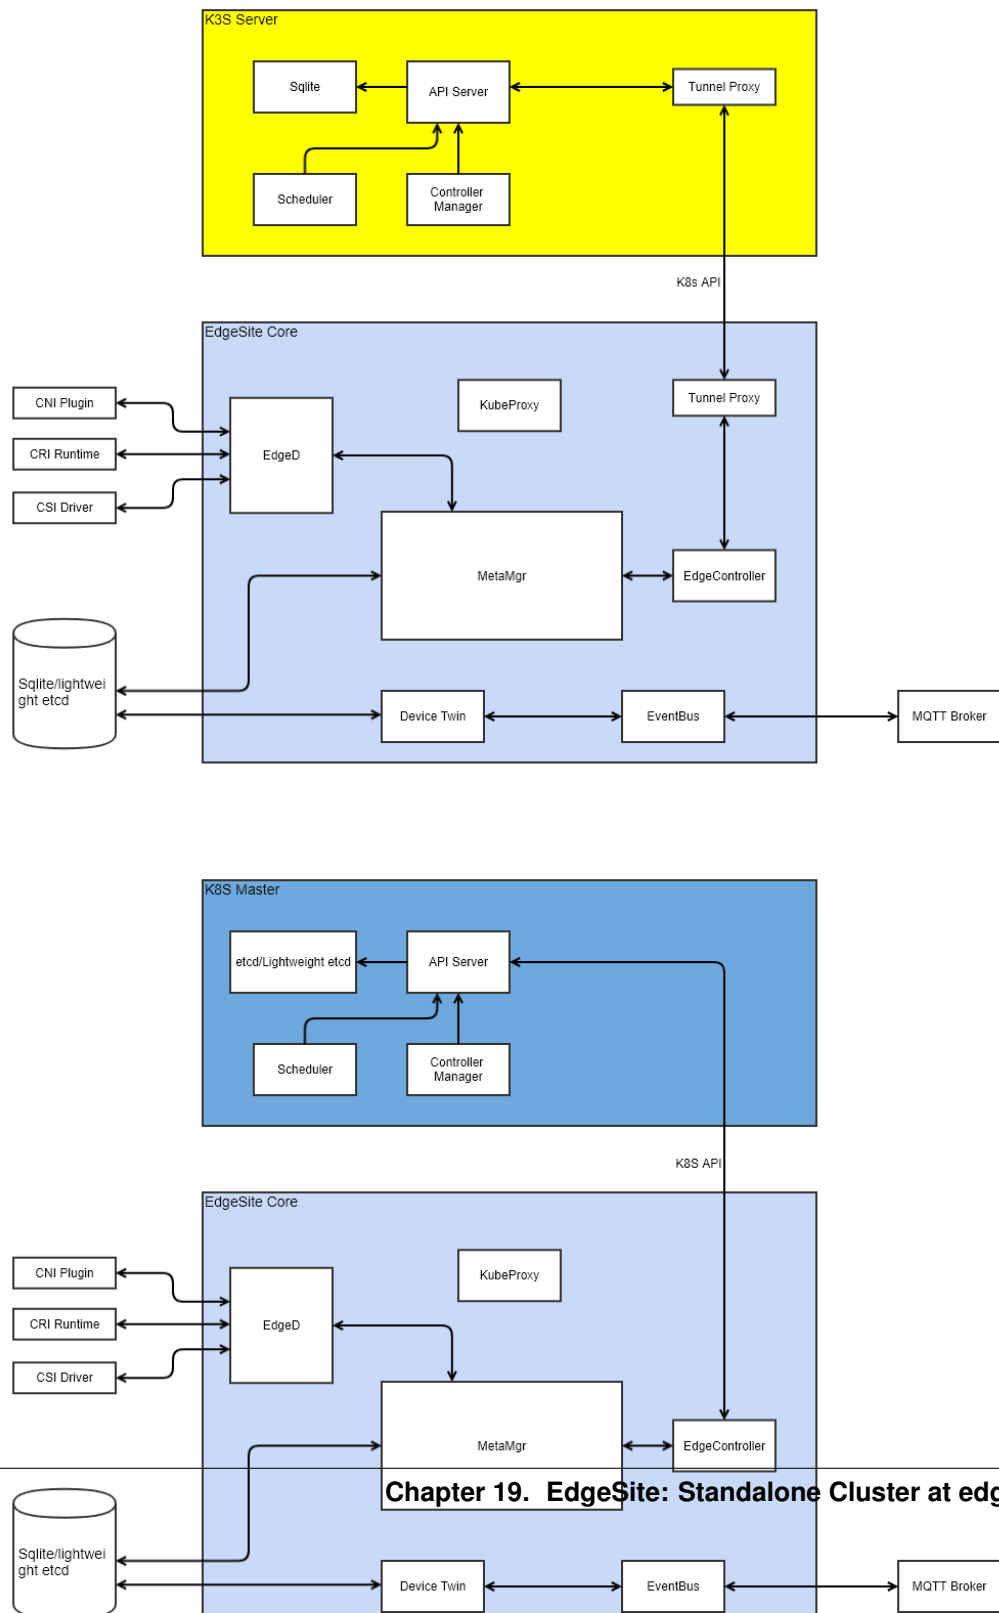 K3S Server
Sqlite
API Server
Tunnel Proxy
Scheduler
Controller
Manager
K8s API
EdgeSite Core
CNI Plugin
KubeProxy
Tunnel Proxy
CRI Runtime
EdgeD
CSI Driver
MetaMgr
EdgeController
Sqlite/lightwei
ght etcd
Device Twin
EventBus
MQTT Broker
K8S Master
etcd/Lightweight etcd
API Server
Scheduler
Controller
Manager
K8S API
EdgeSite Core
CNI Plugin
KubeProxy
CRI Runtime
EdgeD
CSI Driver
MetaMgr
EdgeController
Chapter 19. EdgeSite: Standalone Cluster at edg
Sqlite/lightwei
ght etcd
Device Twin
EventBus
MQTT Broker